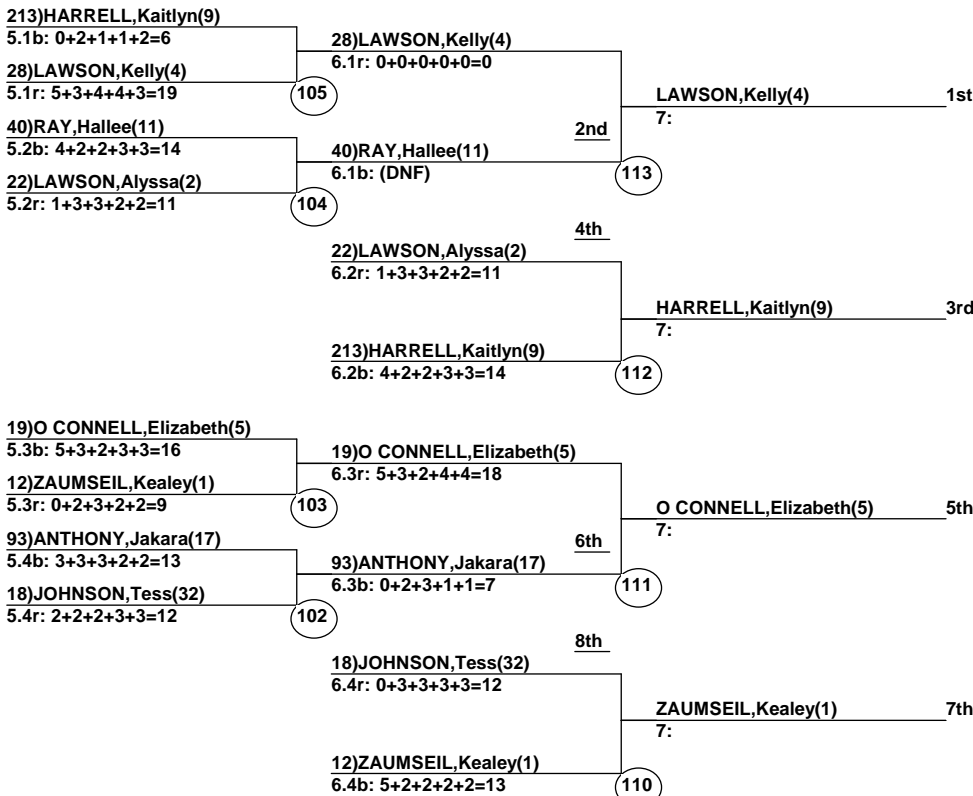 213)HARRELL,Kaitlyn(9)
5.1b: 0+2+1+1+2=6
28)LAWSON,Kelly(4)
5.1r: 5+3+4+4+3=19
105
40)RAY,Hallee(11)
5.2b: 4+2+2+3+3=14
22)LAWSON,Alyssa(2)
5.2r: 1+3+3+2+2=11
104
28)LAWSON,Kelly(4)
6.1r: 0+0+0+0+0=0
2nd
40)RAY,Hallee(11)
6.1b: (DNF)
113
LAWSON,Kelly(4) 1st
7:
4th
22)LAWSON,Alyssa(2)
6.2r: 1+3+3+2+2=11
213)HARRELL,Kaitlyn(9)
6.2b: 4+2+2+3+3=14
112
HARRELL,Kaitlyn(9) 3rd
7:
19)O CONNELL,Elizabeth(5)
5.3b: 5+3+2+3+3=16
12)ZAUMSEIL,Kealey(1)
5.3r: 0+2+3+2+2=9
103
93)ANTHONY,Jakara(17)
5.4b: 3+3+3+2+2=13
18)JOHNSON,Tess(32)
5.4r: 2+2+2+3+3=12
102
19)O CONNELL,Elizabeth(5)
6.3r: 5+3+2+4+4=18
6th
93)ANTHONY,Jakara(17)
6.3b: 0+2+3+1+1=7
111
O CONNELL,Elizabeth(5) 5th
7:
8th
18)JOHNSON,Tess(32)
6.4r: 0+3+3+3+3=12
12)ZAUMSEIL,Kealey(1)
6.4b: 5+2+2+2+2=13
110
ZAUMSEIL,Kealey(1) 7th
7: